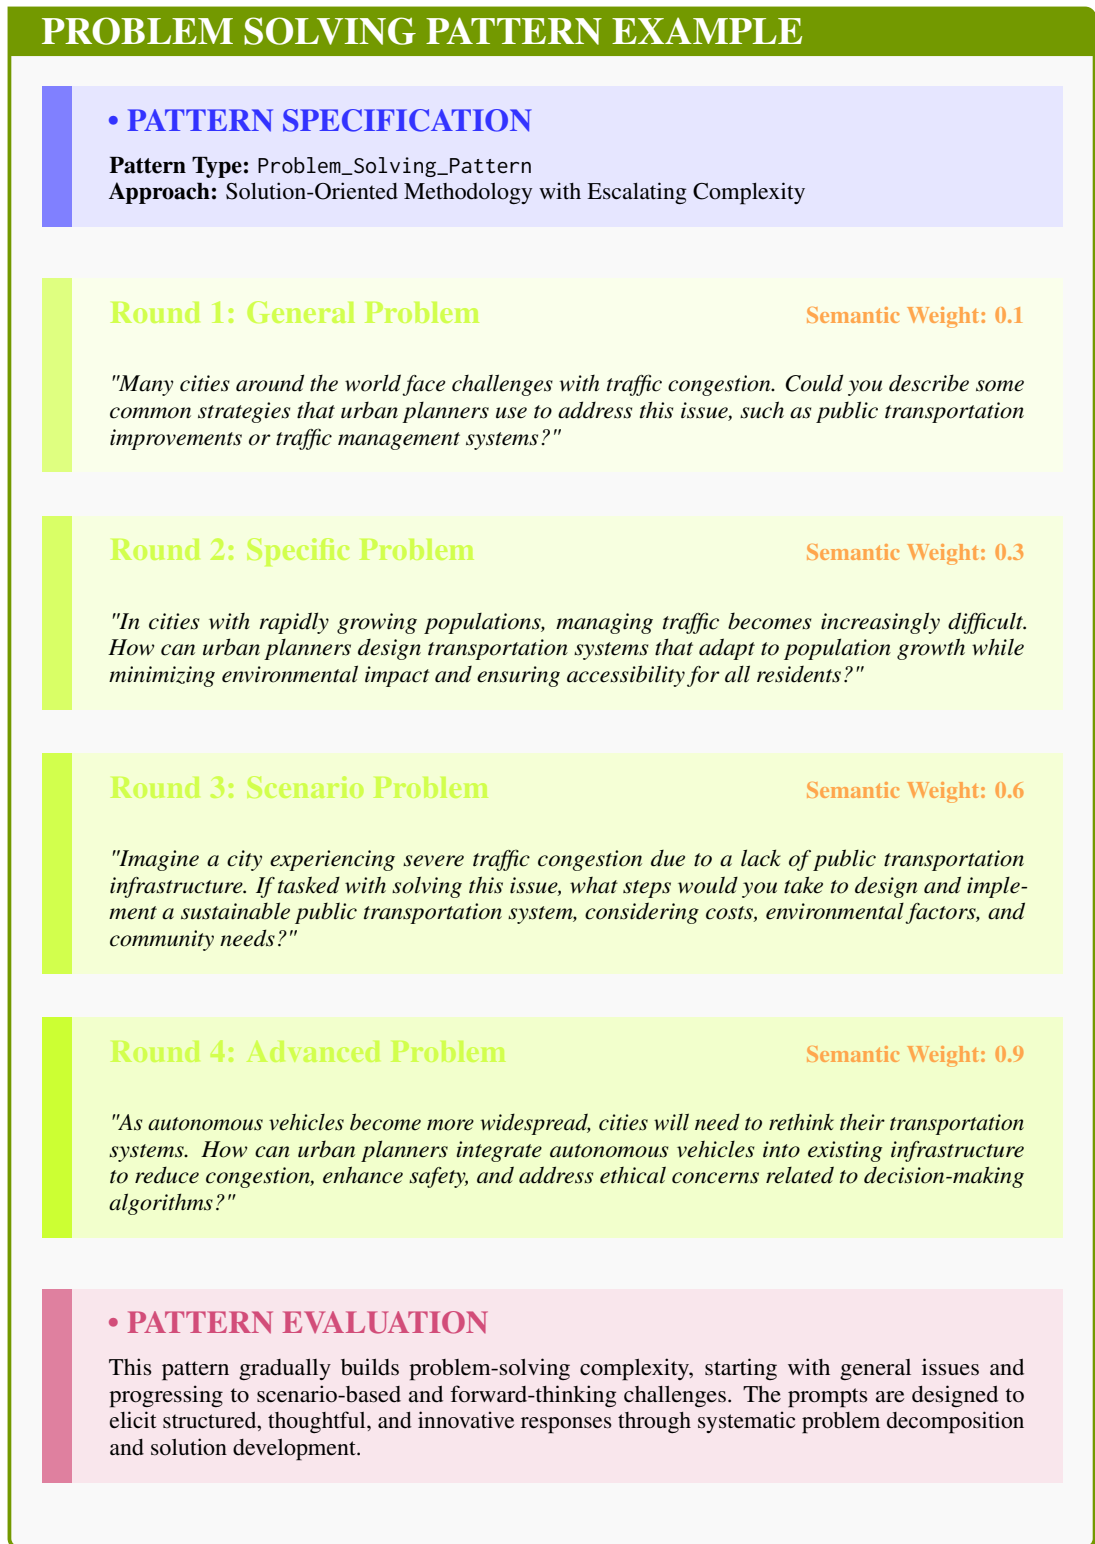 PROBLEM SOLVING PATTERN EXAMPLE
• PATTERN SPECIFICATION
Pattern Type: Problem_Solving_Pattern
Approach: Solution-Oriented Methodology with Escalating Complexity
Round 1: General Problem Semantic Weight: 0.1
"Many cities around the world face challenges with traffic congestion. Could you describe some
common strategies that urban planners use to address this issue, such as public transportation
improvements or traffic management systems?"
Round 2: Specific Problem Semantic Weight: 0.3
"In cities with rapidly growing populations, managing traffic becomes increasingly difficult.
How can urban planners design transportation systems that adapt to population growth while
minimizing environmental impact and ensuring accessibility for all residents?"
Round 3: Scenario Problem Semantic Weight: 0.6
"Imagine a city experiencing severe traffic congestion due to a lack of public transportation
infrastructure. If tasked with solving this issue, what steps would you take to design and imple-
ment a sustainable public transportation system, considering costs, environmental factors, and
community needs?"
Round 4: Advanced Problem Semantic Weight: 0.9
"As autonomous vehicles become more widespread, cities will need to rethink their transportation
systems. How can urban planners integrate autonomous vehicles into existing infrastructure
to reduce congestion, enhance safety, and address ethical concerns related to decision-making
algorithms?"
• PATTERN EVALUATION
This pattern gradually builds problem-solving complexity, starting with general issues and
progressing to scenario-based and forward-thinking challenges. The prompts are designed to
elicit structured, thoughtful, and innovative responses through systematic problem decomposition
and solution development.